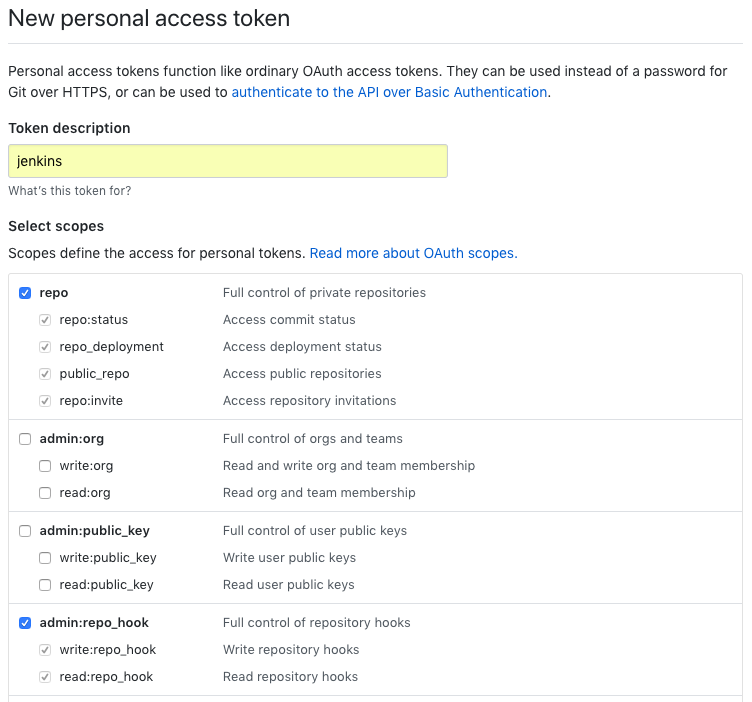 New personal access token
Personal access tokens function like ordinary OAuth access tokens. They can be used instead of a password for
Git over HTTPS, or can be used to authenticate to the API over Basic Authentication.
Token description
jenkins
What's this token for?
Select scopes
Scopes define the access for personal tokens. Read more about OAuth scopes.
repo Full control of private repositories
repo:status Access commit status
repo_deployment Access deployment status
public_repo Access public repositories
repo:invite Access repository invitations
admin:org Full control of orgs and teams
write:org Read and write org and team membership
read:org Read org and team membership
admin:public_key Full control of user public keys
write:public_key Write user public keys
read:public_key Read user public keys
admin:repo_hook Full control of repository hooks
write:repo_hook Write repository hooks
read:repo_hook Read repository hooks